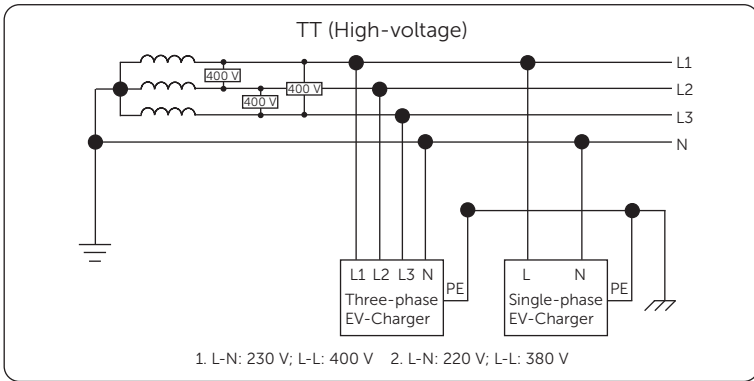 TT (High-voltage)
L1
400 V
400 V L2
400 V
L3
N
L1 L2 L3 N
PE
Three-phase
EV-Charger
L N
PE
Single-phase
EV-Charger
1. L-N: 230 V; L-L: 400 V 2. L-N: 220 V; L-L: 380 V